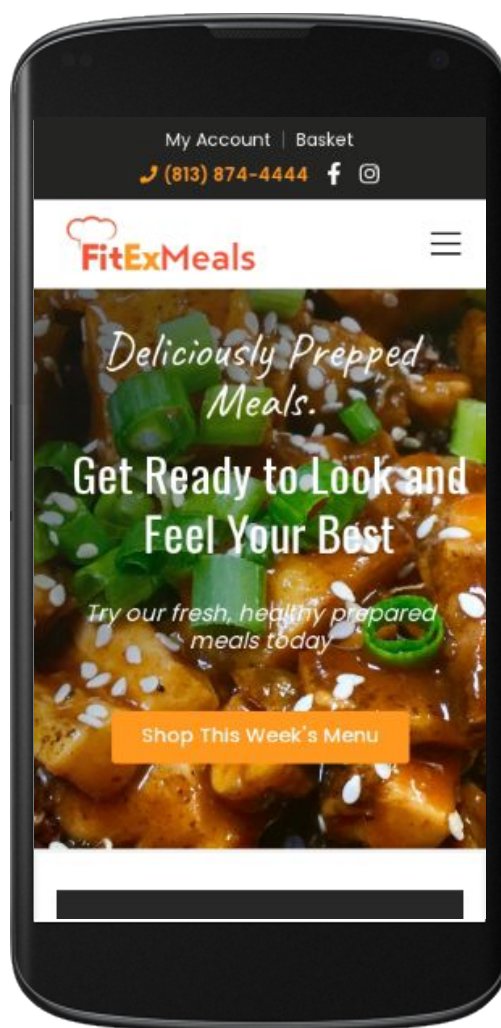 My Account | Basket
(813) 874-4444
FitExMeals
Deliciously Prepped
Meals.
Get Ready to Look and
Feel Your Best
Try our fresh, healthy prepared
meals today
Shop This Week's Menu